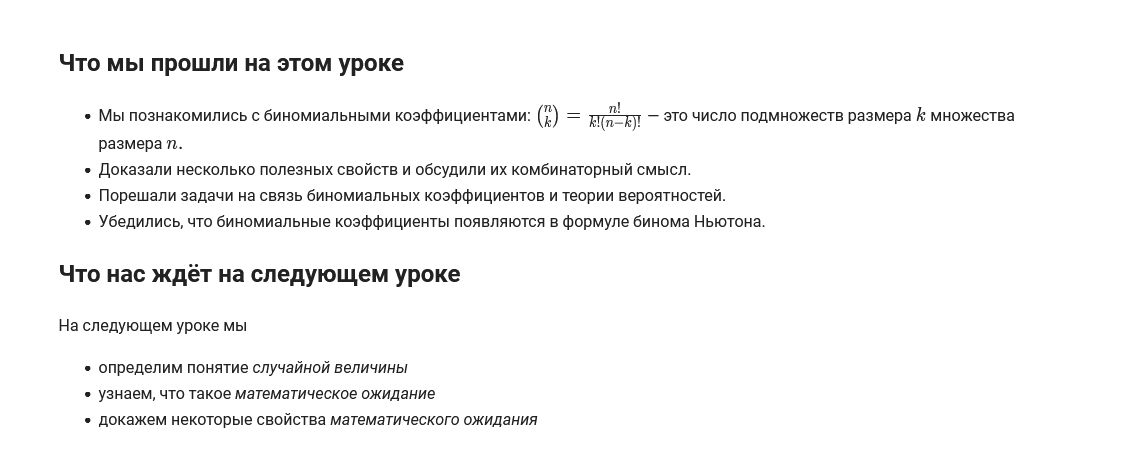 Что мы прошли на этом уроке
• Мы познакомились с биномиальными коэффициентами: $\binom{n}{k} = \frac{n!}{k!(n-k)!}$ — это число подмножеств размера $k$ множества
размера $n$.
• Доказали несколько полезных свойств и обсудили их комбинаторный смысл.
• Порешали задачи на связь биномиальных коэффициентов и теории вероятностей.
• Убедились, что биномиальные коэффициенты появляются в формуле бинома Ньютона.
Что нас ждёт на следующем уроке
На следующем уроке мы
• определим понятие случайной величины
• узнаем, что такое математическое ожидание
• докажем некоторые свойства математического ожидания